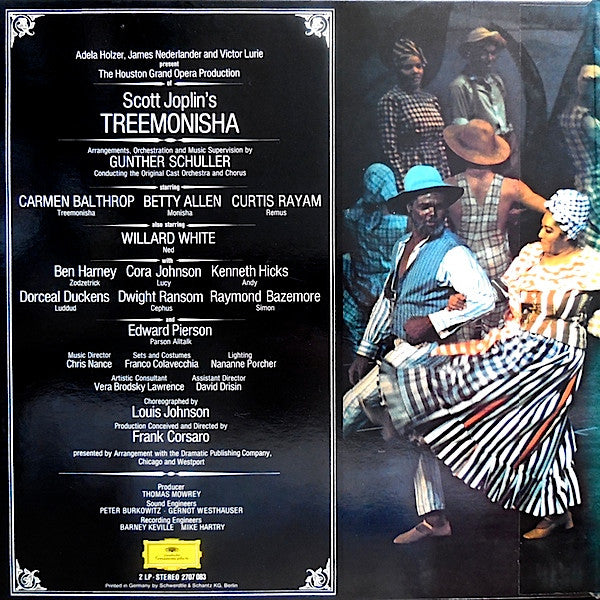 Adela Holzer, James Nederlander and Victor Lurie
present
The Houston Grand Opera Production
of
Scott Joplin's
TREEMONISHA
Arrangements, Orchestration and Music Supervision by
GUNTHER SCHULLER
Conducting the Original Cast Orchestra and Chorus
starring
CARMEN BALTHROP BETTY ALLEN CURTIS RAYAM
Treemonisha Monisha Remus
also starring
WILLARD WHITE
Ned
with
Ben Harney Cora Johnson Kenneth Hicks
Zodzetrick Lucy Andy
Dorceal Duckens Dwight Ransom Raymond Bazemore
Luddud Cephus Simon
and
Edward Pierson
Parson Alltalk
Music Director Sets and Costumes Lighting
Chris Nance Franco Colavecchia Nananne Porcher
Artistic Consultant Assistant Director
Vera Brodsky Lawrence David Drisin
Choreographed by
Louis Johnson
Production Conceived and Directed by
Frank Corsaro
presented by Arrangement with the Dramatic Publishing Company,
Chicago and Westport
Producer
THOMAS MOWREY
Sound Engineers
PETER BURKOWITZ - GERNOT WESTHÄUSER
Recording Engineers
BARNEY KEVILLE MIKE HARTRY
Deutsche
Grammophon
2 LP · STEREO 2707 083
Printed in Germany by Schwerdtle & Schantz KG, Berlin